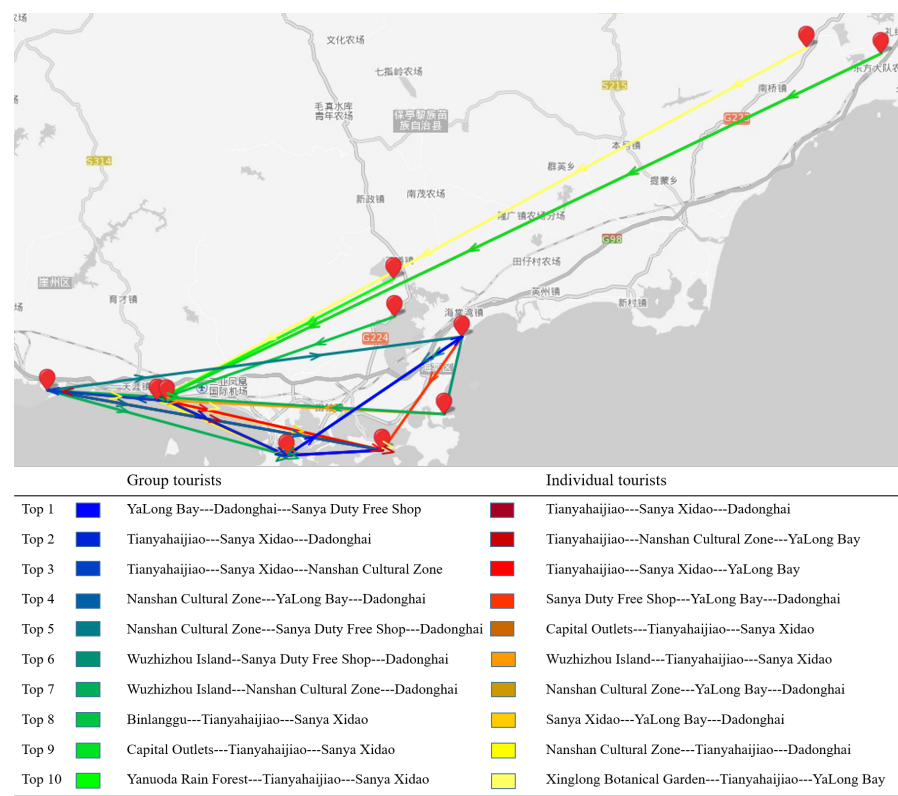 文化农场
七指岭农场
南桥镇
东方大队农
S215
毛真水库
青年农场
保亭黎族苗
族自治县
本号镇
S314
群英乡
提蒙乡
新政镇
南茂农场
隆广镇农场分场
G98
田仔村农场
崖州区
育才镇
英州镇
新村镇
海棠湾镇
G224
天涯镇
三亚凤凰
国际机场
Group tourists Individual tourists
Top 1 YaLong Bay---Dadonghai---Sanya Duty Free Shop Tianyahaijiao---Sanya Xidao---Dadonghai
Top 2 Tianyahaijiao---Sanya Xidao---Dadonghai Tianyahaijiao---Nanshan Cultural Zone---YaLong Bay
Top 3 Tianyahaijiao---Sanya Xidao---Nanshan Cultural Zone Tianyahaijiao---Sanya Xidao---YaLong Bay
Top 4 Nanshan Cultural Zone---YaLong Bay---Dadonghai Sanya Duty Free Shop---YaLong Bay---Dadonghai
Top 5 Nanshan Cultural Zone---Sanya Duty Free Shop---Dadonghai Capital Outlets---Tianyahaijiao---Sanya Xidao
Top 6 Wuzhizhou Island--Sanya Duty Free Shop---Dadonghai Wuzhizhou Island---Tianyahaijiao---Sanya Xidao
Top 7 Wuzhizhou Island---Nanshan Cultural Zone---Dadonghai Nanshan Cultural Zone---YaLong Bay---Dadonghai
Top 8 Binlanggu---Tianyahaijiao---Sanya Xidao Sanya Xidao---YaLong Bay---Dadonghai
Top 9 Capital Outlets---Tianyahaijiao---Sanya Xidao Nanshan Cultural Zone---Tianyahaijiao---Dadonghai
Top 10 Yanuoda Rain Forest---Tianyahaijiao---Sanya Xidao Xinglong Botanical Garden---Tianyahaijiao---YaLong Bay